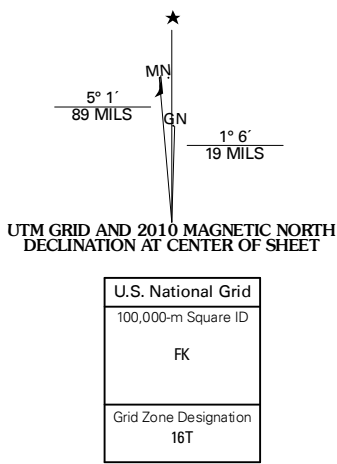 ★
MN
5° 1´
89 MILS
GN
1° 6´
19 MILS
UTM GRID AND 2010 MAGNETIC NORTH
DECLINATION AT CENTER OF SHEET
U.S. National Grid
100,000-m Square ID
FK
Grid Zone Designation
16T